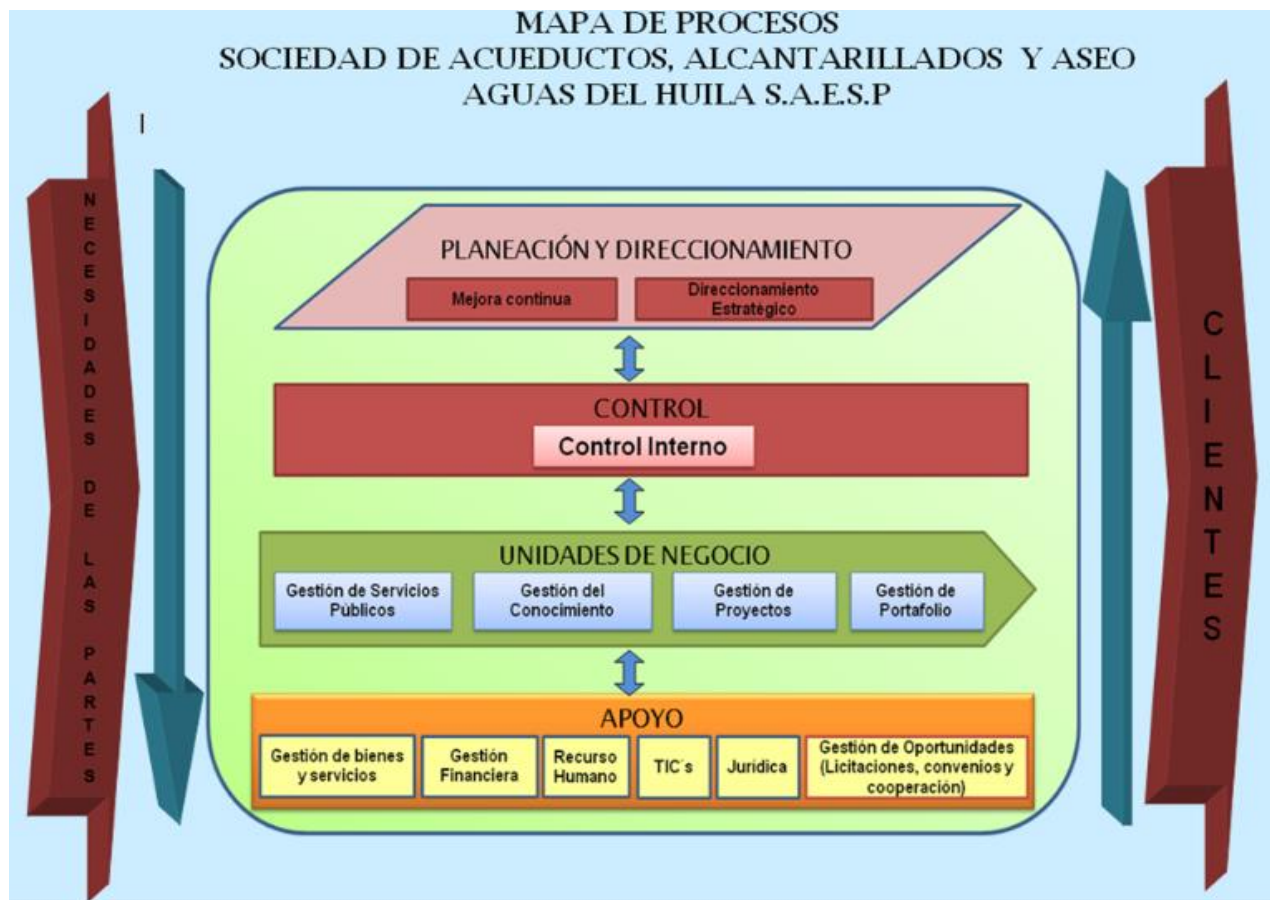 MAPA DE PROCESOS
SOCIEDAD DE ACUEDUCTOS, ALCANTARILLADOS Y ASEO
AGUAS DEL HUILA S.A.E.S.P
NECESIDADES DE LAS PARTES
PLANEACIÓN Y DIRECCIONAMIENTO
Mejora continua
Direccionamiento
Estratégico
CONTROL
Control Interno
UNIDADES DE NEGOCIO
Gestión de Servicios
Públicos
Gestión del
Conocimiento
Gestión de
Proyectos
Gestión de
Portafolio
APOYO
Gestión de bienes
y servicios
Gestión
Financiera
Recurso
Humano
TIC´s
Jurídica
Gestión de Oportunidades
(Licitaciones, convenios y
cooperación)
CLIENTES